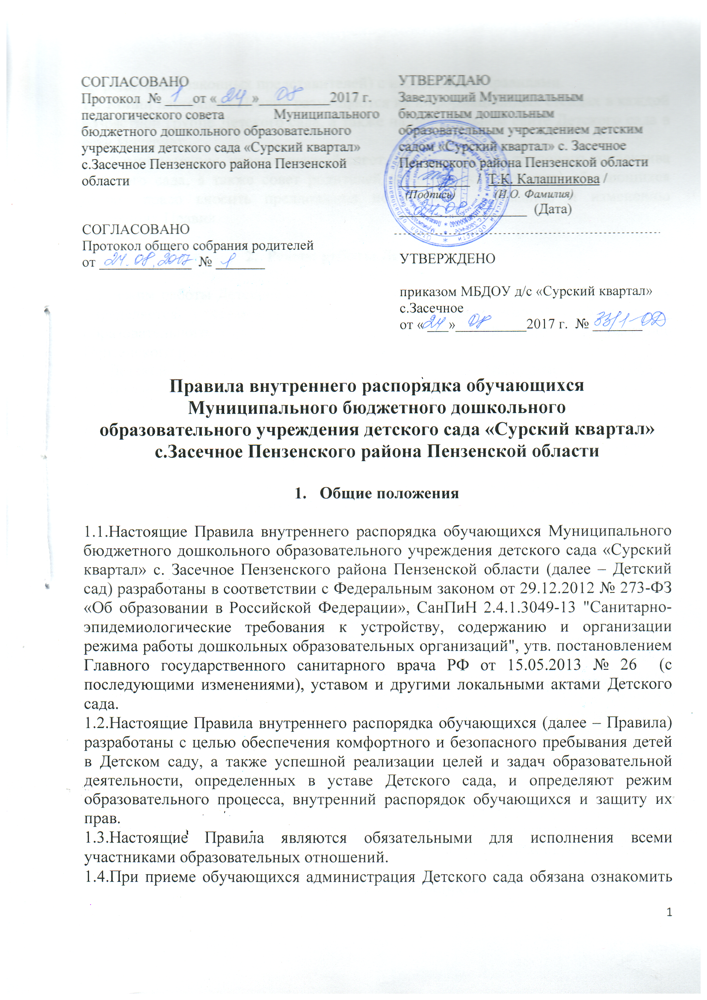 СОГЛАСОВАНО
Протокол № 1 от «24» 08 2017 г.
педагогического совета Муниципального
бюджетного дошкольного образовательного
учреждения детского сада «Сурский квартал»
с.Засечное Пензенского района Пензенской
области
СОГЛАСОВАНО
Протокол общего собрания родителей
от 24.08.2017 № 1
УТВЕРЖДАЮ
Заведующий Муниципальным
бюджетным дошкольным
образовательным учреждением детским
садом «Сурский квартал» с. Засечное
Пензенского района Пензенской области
/ Т.К. Калашникова /
(Подпись) (И.О. Фамилия)
24.08 (Дата)
УТВЕРЖДЕНО
приказом МБДОУ д/с «Сурский квартал»
с.Засечное
от «24» 08 2017 г. № 33/1-ОД
Правила внутреннего распорядка обучающихся
Муниципального бюджетного дошкольного
образовательного учреждения детского сада «Сурский квартал»
с.Засечное Пензенского района Пензенской области
1. Общие положения
1.1.Настоящие Правила внутреннего распорядка обучающихся Муниципального
бюджетного дошкольного образовательного учреждения детского сада «Сурский
квартал» с. Засечное Пензенского района Пензенской области (далее – Детский
сад) разработаны в соответствии с Федеральным законом от 29.12.2012 № 273-ФЗ
«Об образовании в Российской Федерации», СанПиН 2.4.1.3049-13 "Санитарно-
эпидемиологические требования к устройству, содержанию и организации
режима работы дошкольных образовательных организаций", утв. постановлением
Главного государственного санитарного врача РФ от 15.05.2013 № 26 (с
последующими изменениями), уставом и другими локальными актами Детского
сада.
1.2.Настоящие Правила внутреннего распорядка обучающихся (далее – Правила)
разработаны с целью обеспечения комфортного и безопасного пребывания детей
в Детском саду, а также успешной реализации целей и задач образовательной
деятельности, определенных в уставе Детского сада, и определяют режим
образовательного процесса, внутренний распорядок обучающихся и защиту их
прав.
1.3.Настоящие Правила являются обязательными для исполнения всеми
участниками образовательных отношений.
1.4.При приеме обучающихся администрация Детского сада обязана ознакомить
1